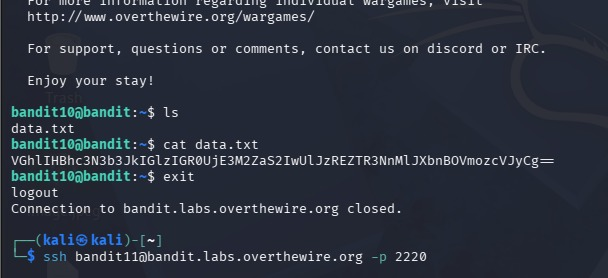 For more information regarding individual wargames, visit
http://www.overthewire.org/wargames/
For support, questions or comments, contact us on discord or IRC.
Enjoy your stay!
bandit10@bandit:~$ ls
data.txt
bandit10@bandit:~$ cat data.txt
VGhlIHBhc3N3b3JkIGlzIGR0UjE3M2ZaS2IwUlJzREZTR3NnMlJXbnBOVmozcVJyCg==
bandit10@bandit:~$ exit
logout
Connection to bandit.labs.overthewire.org closed.
┌──(kali㉿kali)-[~]
└─$ ssh bandit11@bandit.labs.overthewire.org -p 2220